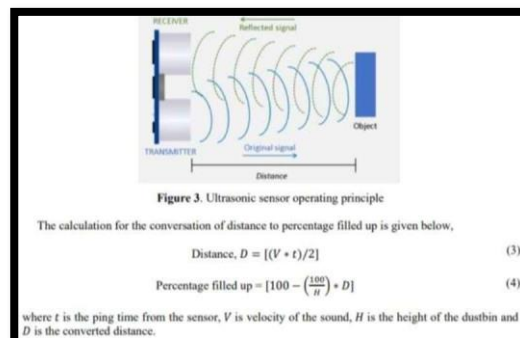 RECEIVER
Reflected signal
Object
TRANSMITTER
Original signal
Distance
Figure 3. Ultrasonic sensor operating principle
The calculation for the conversation of distance to percentage filled up is given below,
Distance, D = [(V * t)/2] (3)
Percentage filled up = [100 − (100/H) * D] (4)
where t is the ping time from the sensor, V is velocity of the sound, H is the height of the dustbin and
D is the converted distance.